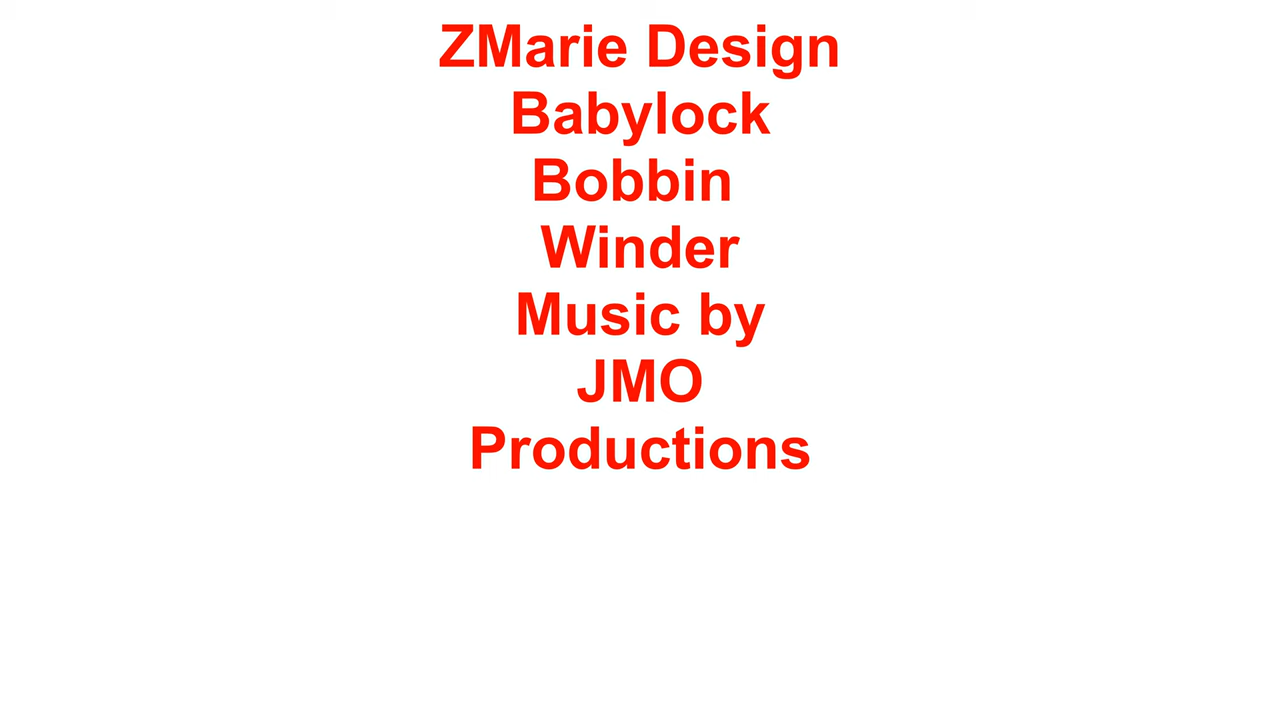 ZMarie Design
Babylock
Bobbin
Winder
Music by
JMO
Productions